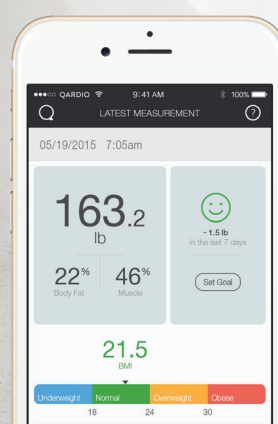 QARDIO 9:41 AM 100%
LATEST MEASUREMENT ?
05/19/2015 7:05am
163.2
lb
22% 46%
Body Fat Muscle
- 1.5 lb
in the last 7 days
Set Goal
21.5
BMI
Underweight Normal Overweight Obese
18 24 30